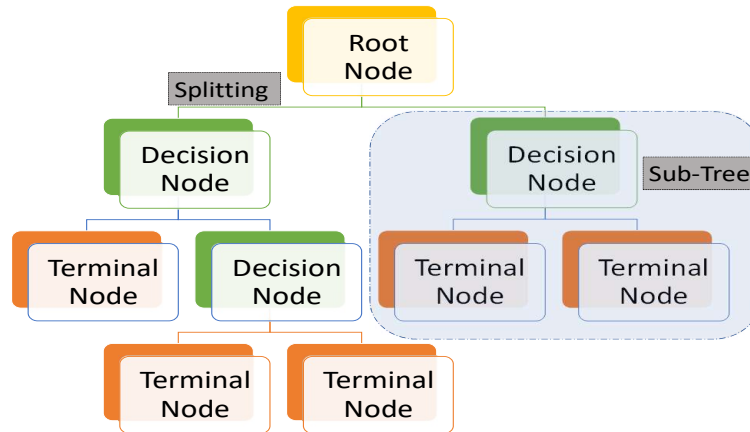 Root
Node
Splitting
Decision
Node
Decision
Node
Sub-Tree
Terminal
Node
Decision
Node
Terminal
Node
Terminal
Node
Terminal
Node
Terminal
Node